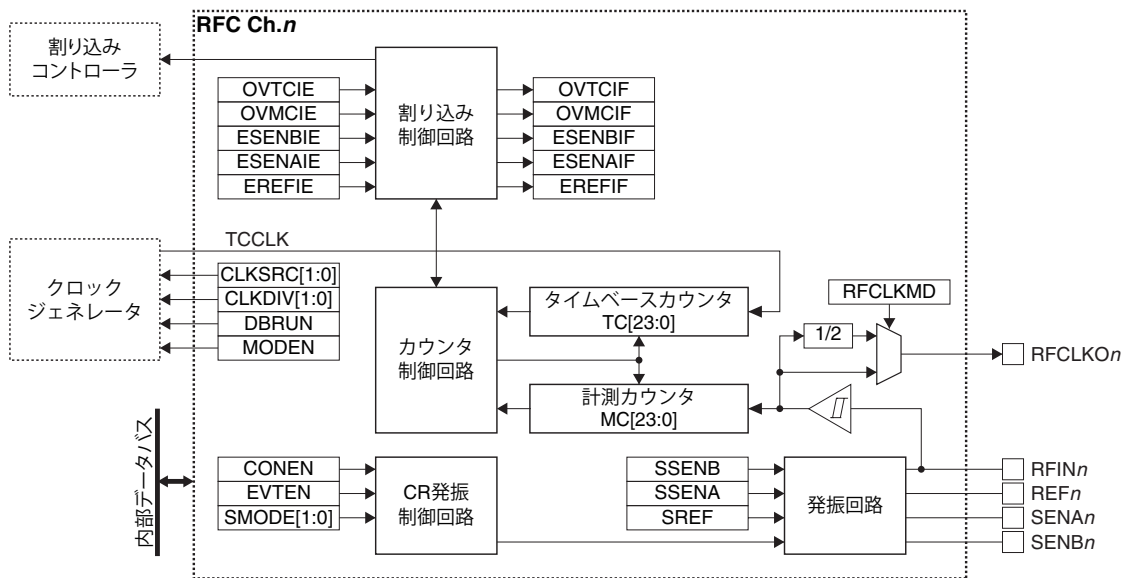 RFC Ch.n
割り込み
コントローラ
OVTCIE
OVMCIE
ESENBIE
ESENAIE
EREFIE
割り込み
制御回路
OVTCIF
OVMCIF
ESENBIF
ESENAIF
EREFIF
TCCLK
クロック
ジェネレータ
CLKSRC[1:0]
CLKDIV[1:0]
DBRUN
MODEN
カウンタ
制御回路
タイムベースカウンタ
TC[23:0]
計測カウンタ
MC[23:0]
RFCLKMD
1/2
RFCLKOn
内部データバス
CONEN
EVTEN
SMODE[1:0]
CR発振
制御回路
SSENB
SSENA
SREF
発振回路
RFINn
REFn
SENAn
SENBn